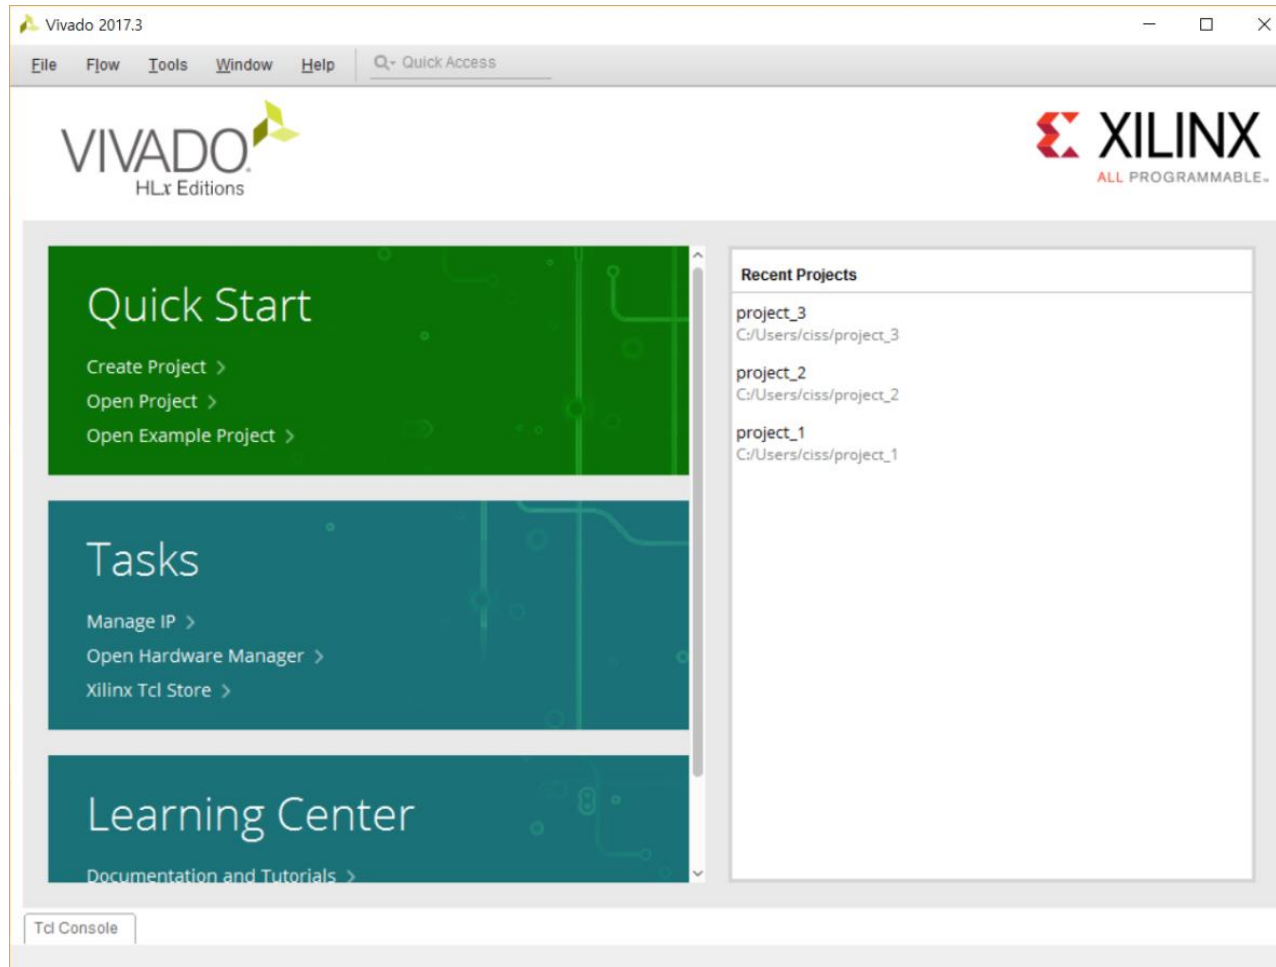 Vivado 2017.3
File Flow Tools Window Help Quick Access
VIVADO.
HLx Editions
XILINX
ALL PROGRAMMABLE™
Quick Start
Create Project >
Open Project >
Open Example Project >
Tasks
Manage IP >
Open Hardware Manager >
Xilinx Tcl Store >
Learning Center
Documentation and Tutorials >
Recent Projects
project_3
C:/Users/ciss/project_3
project_2
C:/Users/ciss/project_2
project_1
C:/Users/ciss/project_1
Tcl Console